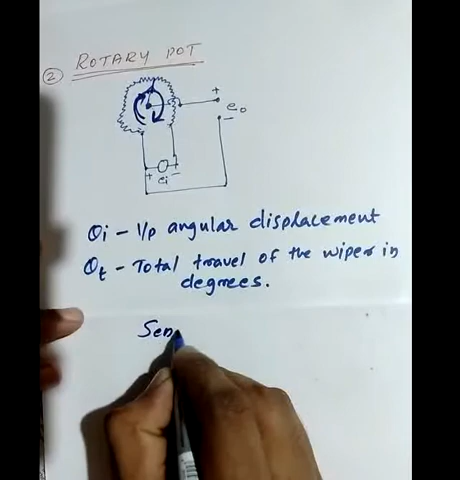 ② ROTARY POT
+
e₀
-
+ -
eᵢ
θi - i/p angular displacement
θt - Total travel of the wiper in
degrees.
Sen